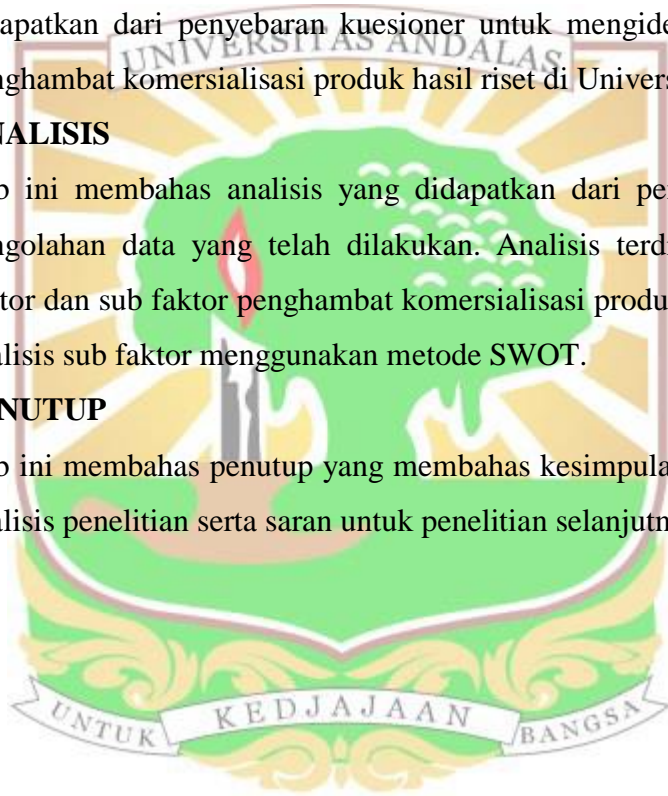 apatkan dari penyebaran kuesioner untuk mengide
UNIVERSITAS ANDALAS
nghambat komersialisasi produk hasil riset di Univers
NALISIS
b ini membahas analisis yang didapatkan dari pe
ngolahan data yang telah dilakukan. Analisis terd
tor dan sub faktor penghambat komersialisasi produ
alisis sub faktor menggunakan metode SWOT.
NUTUP
b ini membahas penutup yang membahas kesimpula
alisis penelitian serta saran untuk penelitian selanjutn
UNTUK KEDJAJAAN BANGSA